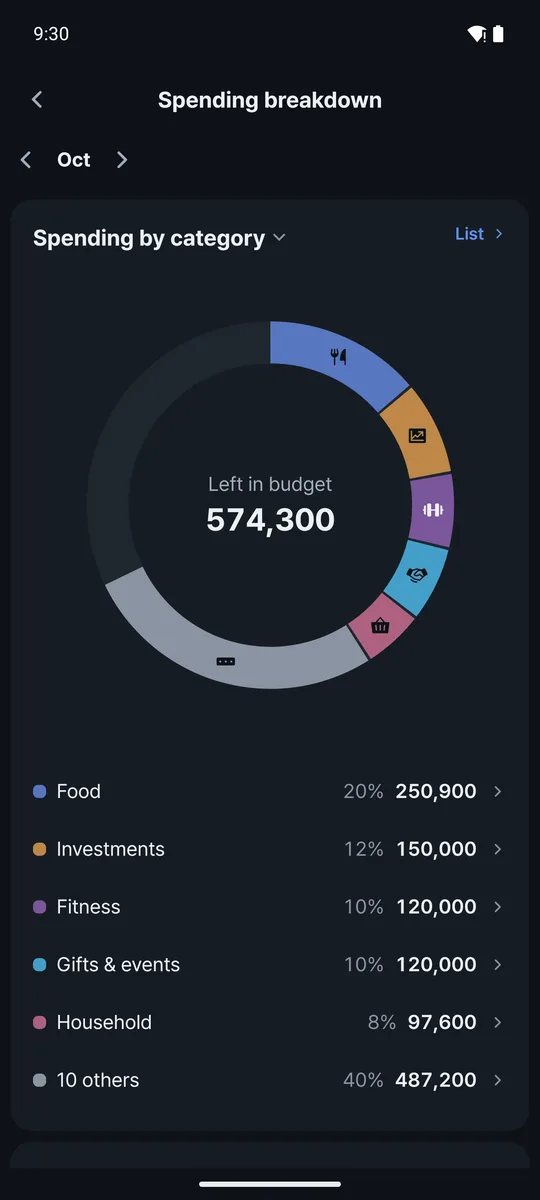 9:30
Spending breakdown
Oct
Spending by category
List
Left in budget
574,300
Food 20% 250,900
Investments 12% 150,000
Fitness 10% 120,000
Gifts & events 10% 120,000
Household 8% 97,600
10 others 40% 487,200